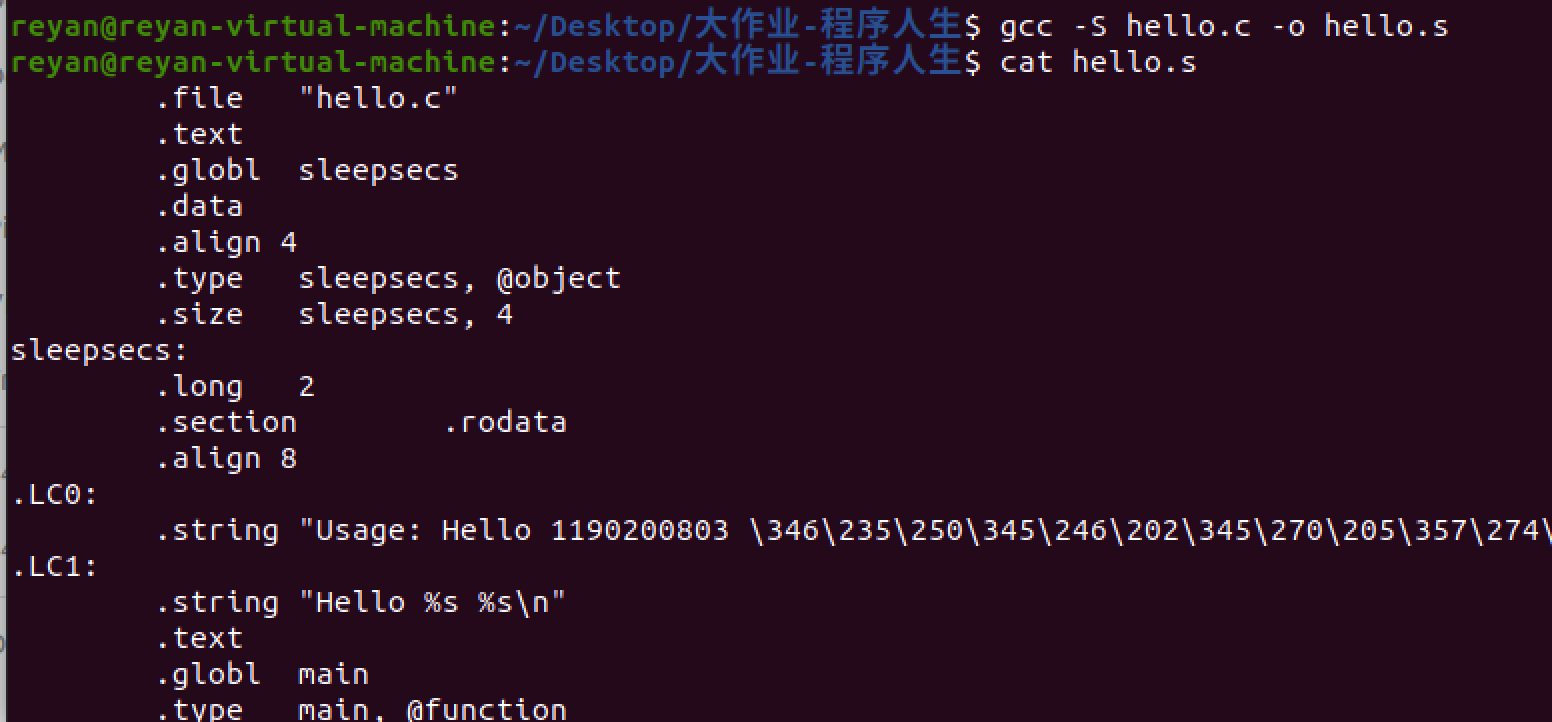 reyan@reyan-virtual-machine:~/Desktop/大作业-程序人生$ gcc -S hello.c -o hello.s
reyan@reyan-virtual-machine:~/Desktop/大作业-程序人生$ cat hello.s
.file "hello.c"
.text
.globl sleepsecs
.data
.align 4
.type sleepsecs, @object
.size sleepsecs, 4
sleepsecs:
.long 2
.section .rodata
.align 8
.LC0:
.string "Usage: Hello 1190200803 \346\235\250\345\246\202\345\270\205\357\274\
.LC1:
.string "Hello %s %s\n"
.text
.globl main
.type main, @function